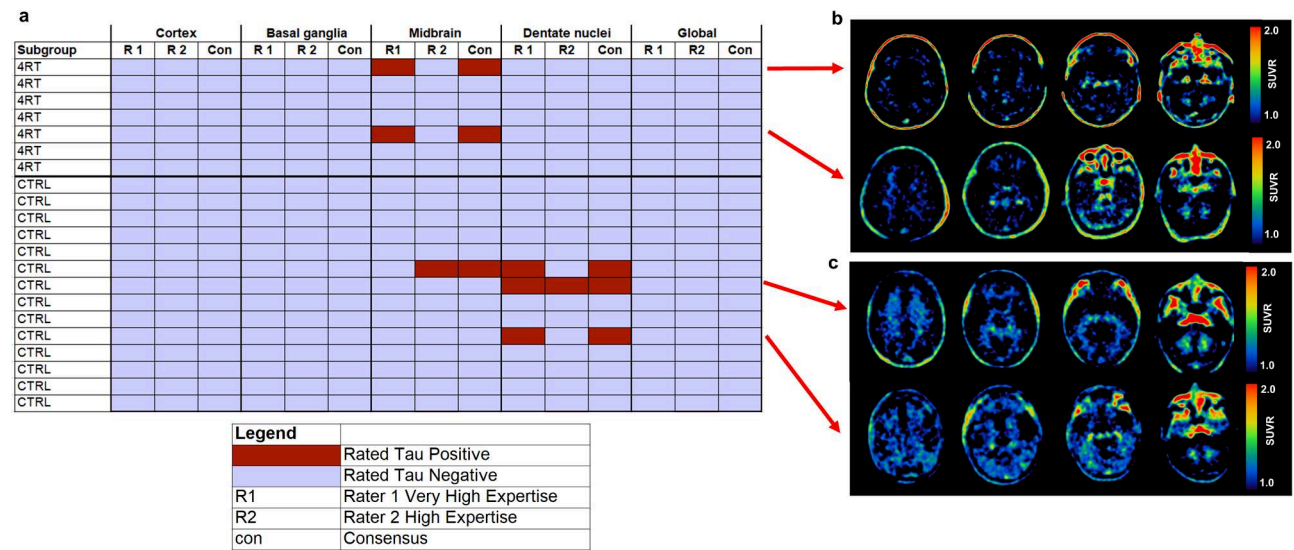 a
Cortex Basal ganglia Midbrain Dentate nuclei Global
Subgroup R 1 R 2 Con R 1 R 2 Con R1 R 2 Con R 1 R2 Con R 1 R2 Con
4RT
4RT
4RT
4RT
4RT
4RT
4RT
CTRL
CTRL
CTRL
CTRL
CTRL
CTRL
CTRL
CTRL
CTRL
CTRL
CTRL
CTRL
CTRL
CTRL
Legend
Rated Tau Positive
Rated Tau Negative
R1 Rater 1 Very High Expertise
R2 Rater 2 High Expertise
con Consensus
b
2.0
SUVR
1.0
2.0
SUVR
1.0
c
2.0
SUVR
1.0
2.0
SUVR
1.0